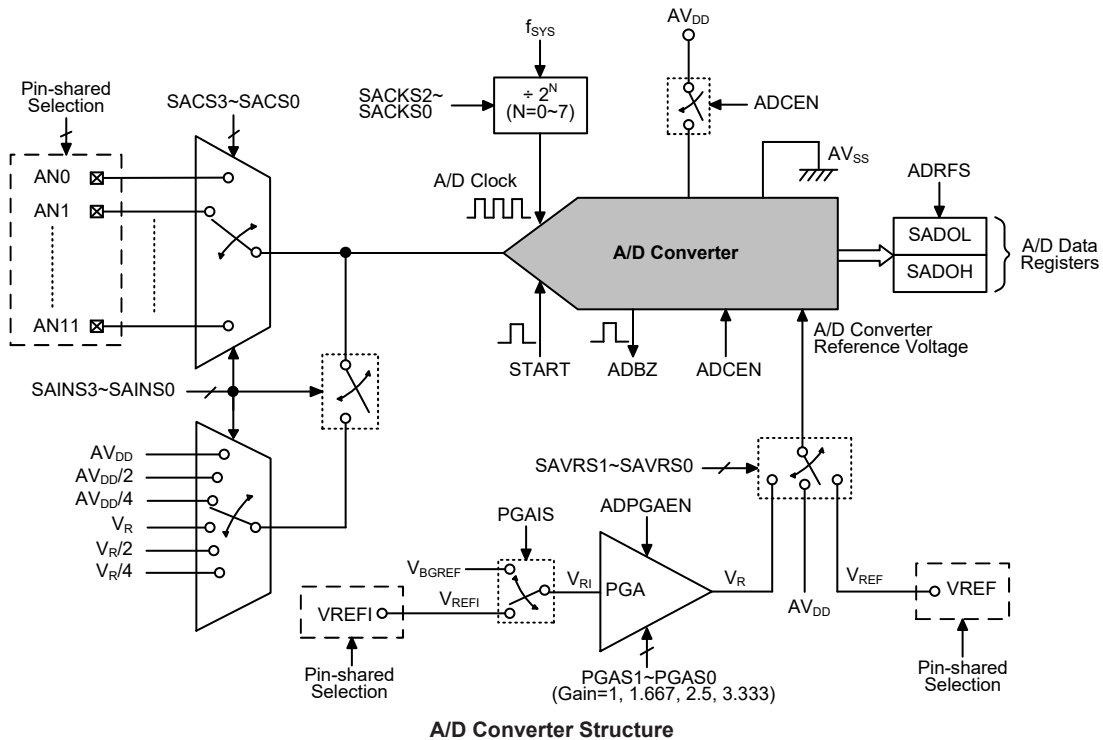 AVDD
fSYS
Pin-shared
Selection
SACS3~SACS0
SACKS2~
SACKS0
÷ 2^N
(N=0~7)
ADCEN
AVSS
AN0
A/D Clock
ADRFS
AN1
SADOL
A/D Converter
A/D Data
Registers
SADOH
AN11
A/D Converter
Reference Voltage
START
ADBZ
ADCEN
SAINS3~SAINS0
AVDD
AVDD/2
AVDD/4
VR
VR/2
VR/4
SAVRS1~SAVRS0
PGAIS
ADPGAEN
VBGREF
VRI
PGA
VR
VREF
VREF
VREFI
VREFI
AVDD
Pin-shared
Selection
PGAS1~PGAS0
(Gain=1, 1.667, 2.5, 3.333)
Pin-shared
Selection
A/D Converter Structure